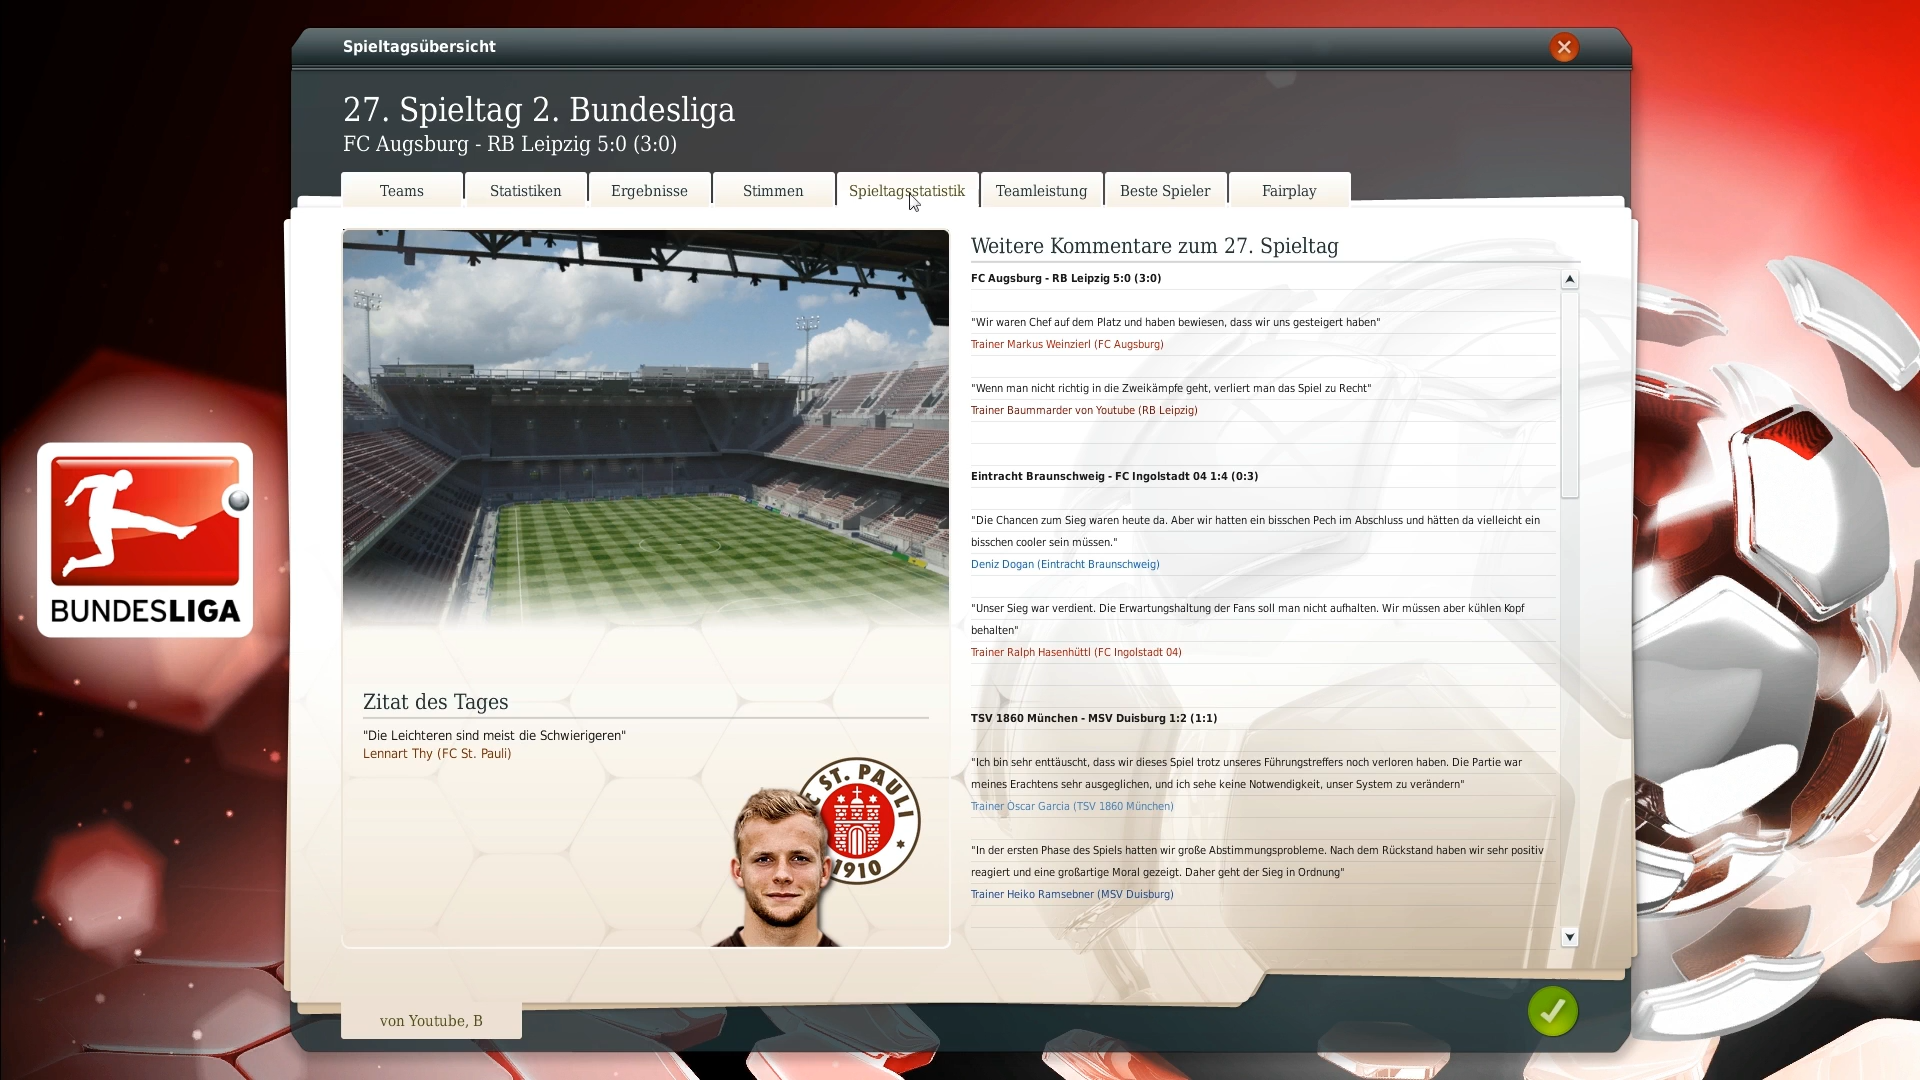 Spieltagsübersicht
27. Spieltag 2. Bundesliga
FC Augsburg - RB Leipzig 5:0 (3:0)
Teams
Statistiken
Ergebnisse
Stimmen
Spieltagsstatistik
Teamleistung
Beste Spieler
Fairplay
Weitere Kommentare zum 27. Spieltag
FC Augsburg - RB Leipzig 5:0 (3:0)
"Wir waren Chef auf dem Platz und haben bewiesen, dass wir uns gesteigert haben"
Trainer Markus Weinzierl (FC Augsburg)
"Wenn man nicht richtig in die Zweikämpfe geht, verliert man das Spiel zu Recht"
Trainer Baummarder von Youtube (RB Leipzig)
Eintracht Braunschweig - FC Ingolstadt 04 1:4 (0:3)
"Die Chancen zum Sieg waren heute da. Aber wir hatten ein bisschen Pech im Abschluss und hätten da vielleicht ein
bisschen cooler sein müssen."
Deniz Dogan (Eintracht Braunschweig)
"Unser Sieg war verdient. Die Erwartungshaltung der Fans soll man nicht aufhalten. Wir müssen aber kühlen Kopf
behalten"
Trainer Ralph Hasenhüttl (FC Ingolstadt 04)
TSV 1860 München - MSV Duisburg 1:2 (1:1)
"Ich bin sehr enttäuscht, dass wir dieses Spiel trotz unseres Führungstreffers noch verloren haben. Die Partie war
meines Erachtens sehr ausgeglichen, und ich sehe keine Notwendigkeit, unser System zu verändern"
Trainer Òscar Garcia (TSV 1860 München)
"In der ersten Phase des Spiels hatten wir große Abstimmungsprobleme. Nach dem Rückstand haben wir sehr positiv
reagiert und eine großartige Moral gezeigt. Daher geht der Sieg in Ordnung"
Trainer Heiko Ramsebner (MSV Duisburg)
Zitat des Tages
"Die Leichteren sind meist die Schwierigeren"
Lennart Thy (FC St. Pauli)
C ST. PAULI
1910
BUNDESLIGA
von Youtube, B